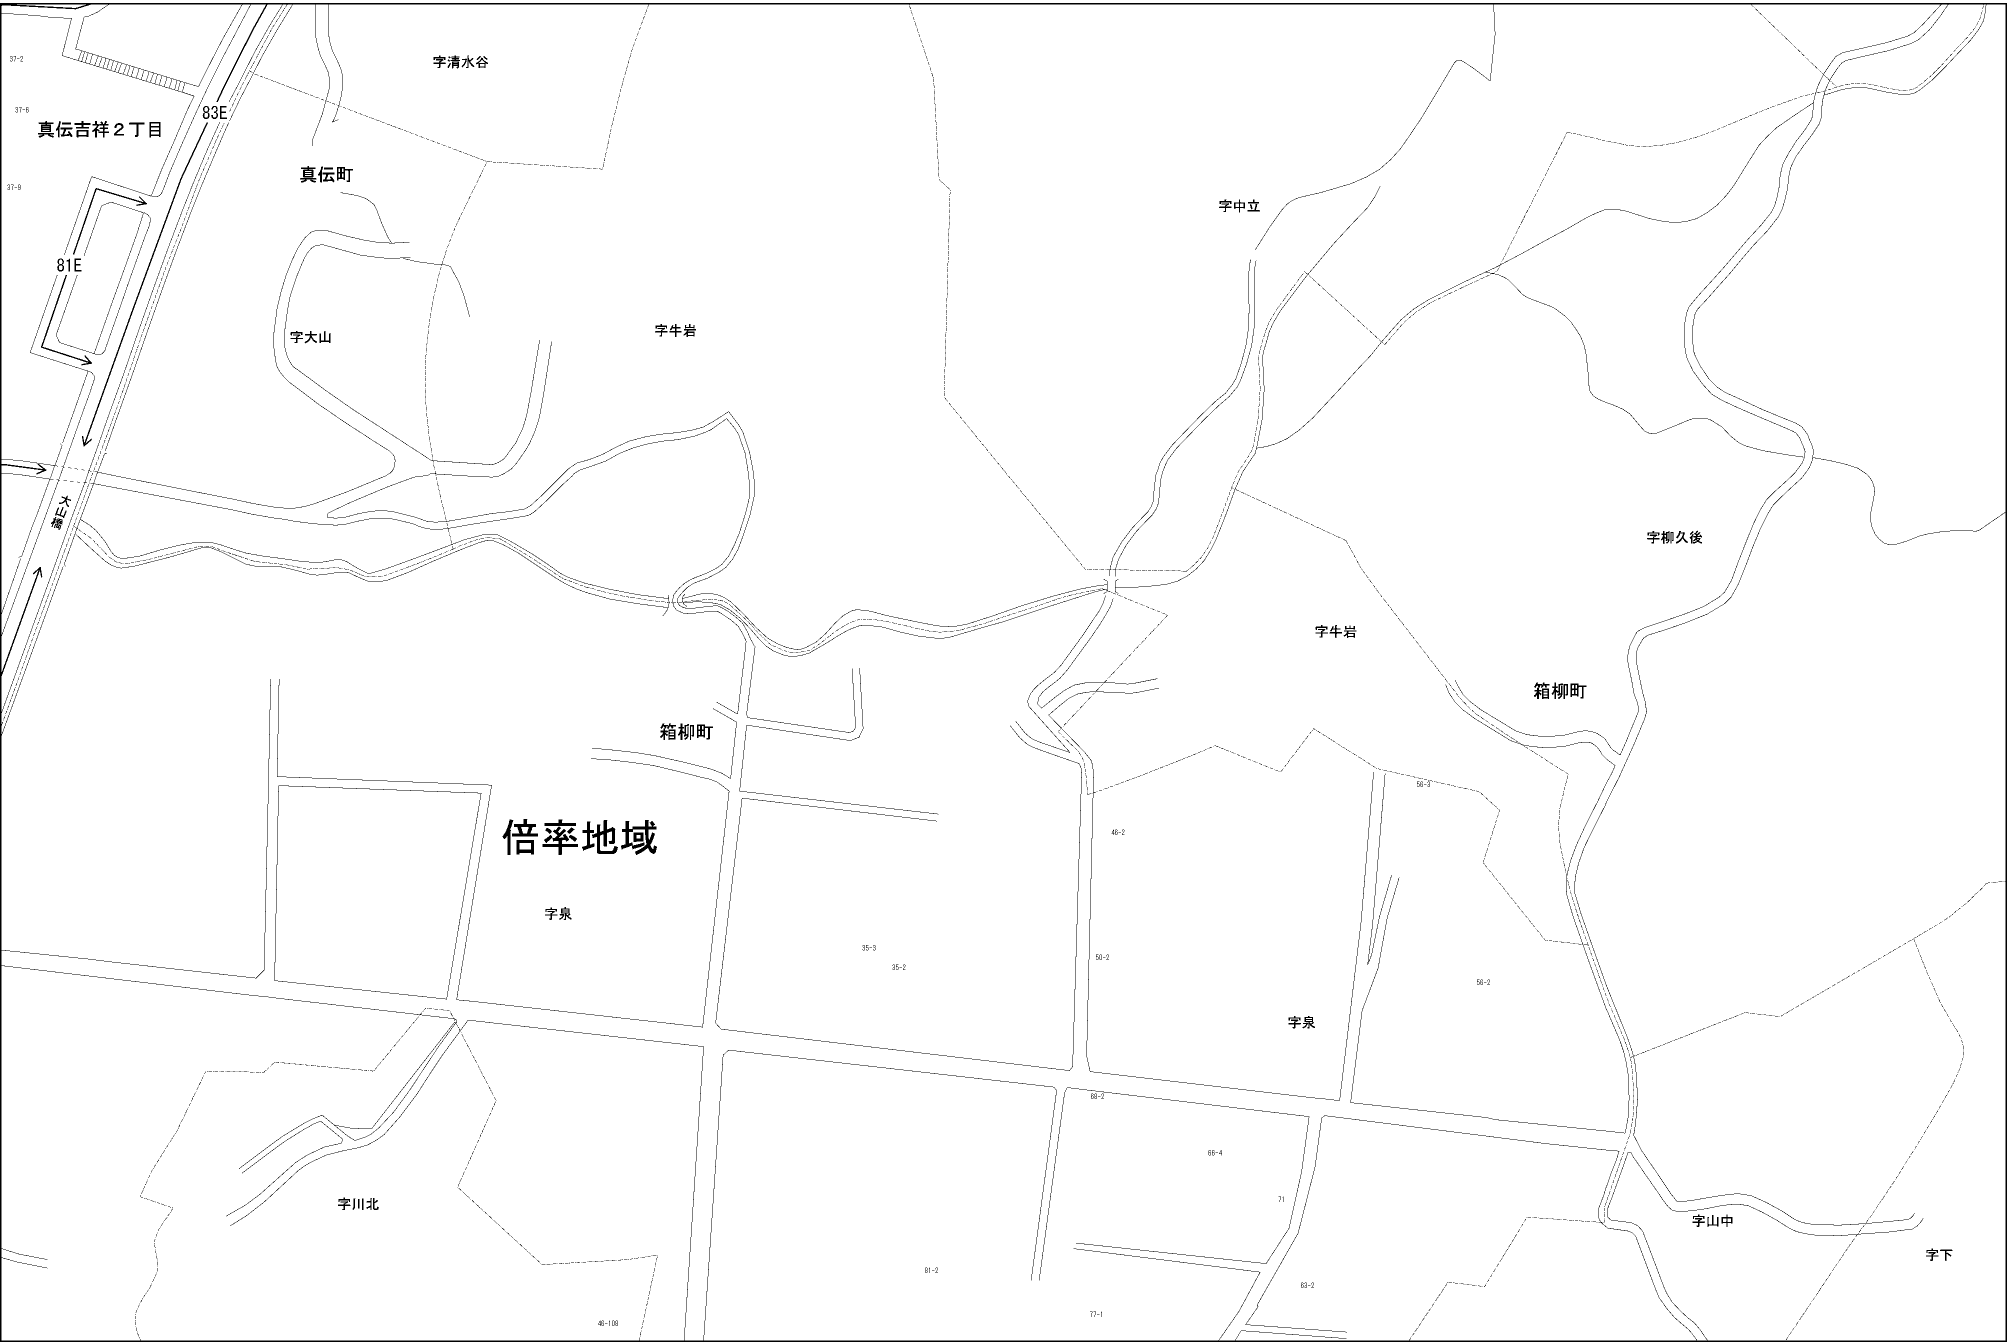 字清水谷
37-2
37-6
83E
真伝吉祥２丁目
真伝町
37-9
字中立
81E
字牛岩
字大山
大山橋
字柳久後
字牛岩
箱柳町
箱柳町
56-3
46-2
倍率地域
字泉
35-3
35-2
50-2
56-2
字泉
68-2
66-4
71
字川北
字山中
字下
81-2
63-2
77-1
46-108